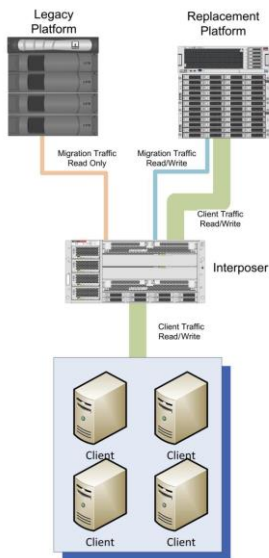 Legacy
Platform
Replacement
Platform
Migration Traffic
Read Only
Migration Traffic
Read/Write
Client Traffic
Read/Write
Interposer
Client Traffic
Read/Write
Client
Client
Client
Client